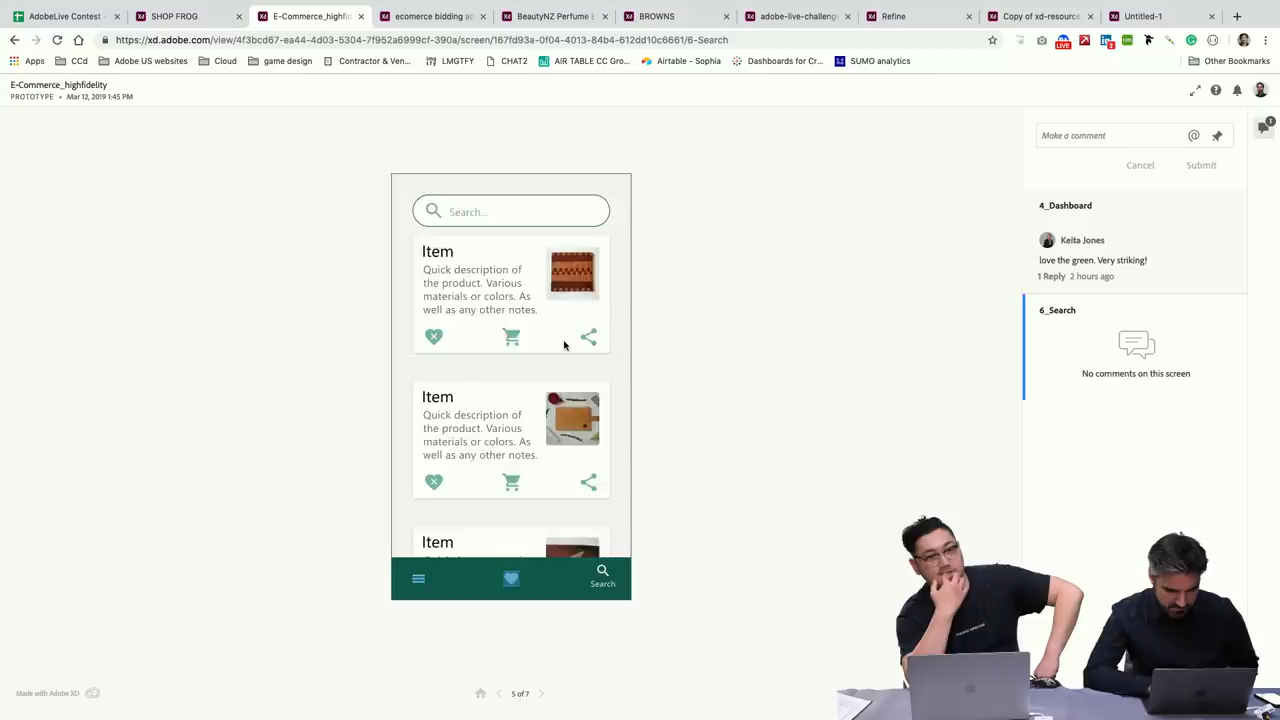 AdobeLive Contest -
SHOP FROG
E-Commerce_highfide
ecomerce bidding ap
BeautyNZ Perfume E
BROWNS
adobe-live-challeng
Refine
Copy of xd-resource
Untitled-1
https://xd.adobe.com/view/4f3bcd67-ea44-4d03-5304-7f952a6999cf-390a/screen/167fd93a-0f04-4013-84b4-612dd10c6661/6-Search
Apps
CCd
Adobe US websites
Cloud
game design
Contractor & Ven...
LMGTFY
CHAT2
AIR TABLE CC Gro...
Airtable - Sophia
Dashboards for Cr...
SUMO analytics
Other Bookmarks
E-Commerce_highfidelity
PROTOTYPE • Mar 12, 2019 1:45 PM
Search...
Item
Quick description of
the product. Various
materials or colors. As
well as any other notes.
Item
Quick description of
the product. Various
materials or colors. As
well as any other notes.
Item
Search
Make a comment
Cancel
Submit
4_Dashboard
Keita Jones
love the green. Very striking!
1 Reply 2 hours ago
6_Search
No comments on this screen
Made with Adobe XD
5 of 7